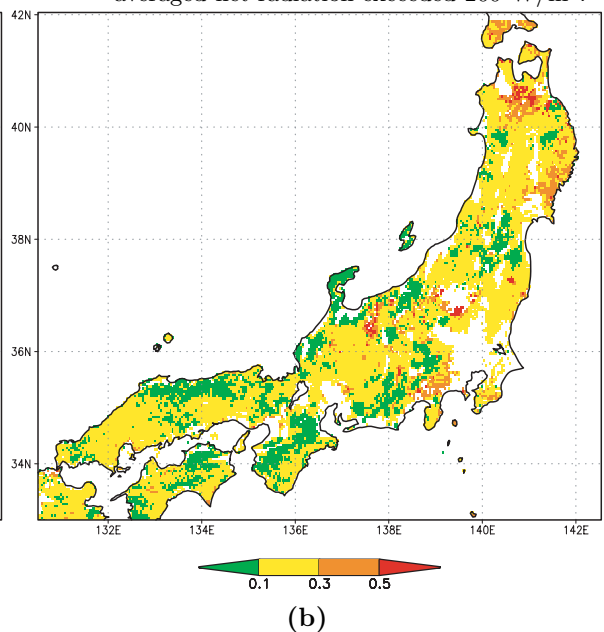 averaged net radiation exceeded 200 W/m².
42N
40N
38N
36N
34N
132E 134E 136E 138E 140E 142E
0.1 0.3 0.5
(b)